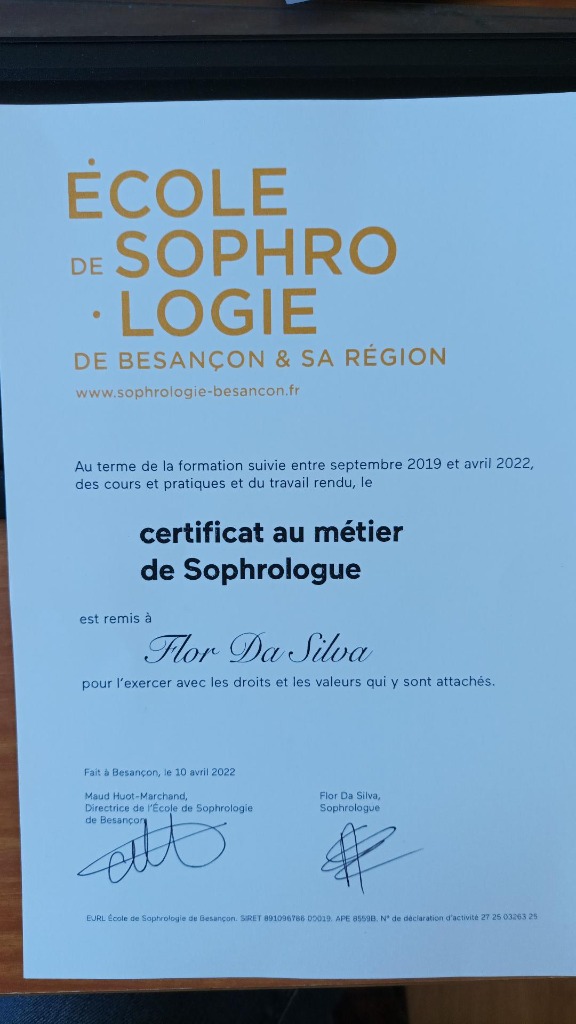 ÉCOLE
DE SOPHRO
· LOGIE
DE BESANÇON & SA RÉGION
www.sophrologie-besancon.fr
Au terme de la formation suivie entre septembre 2019 et avril 2022,
des cours et pratiques et du travail rendu, le
certificat au métier
de Sophrologue
est remis à
Flor Da Silva
pour l'exercer avec les droits et les valeurs qui y sont attachés.
Fait à Besançon, le 10 avril 2022
Maud Huot-Marchand,
Directrice de l'École de Sophrologie
de Besançon
Flor Da Silva,
Sophrologue
EURL École de Sophrologie de Besançon. SIRET 891096786 00019. APE 8559B. N° de déclaration d'activité 27 25 03263 25